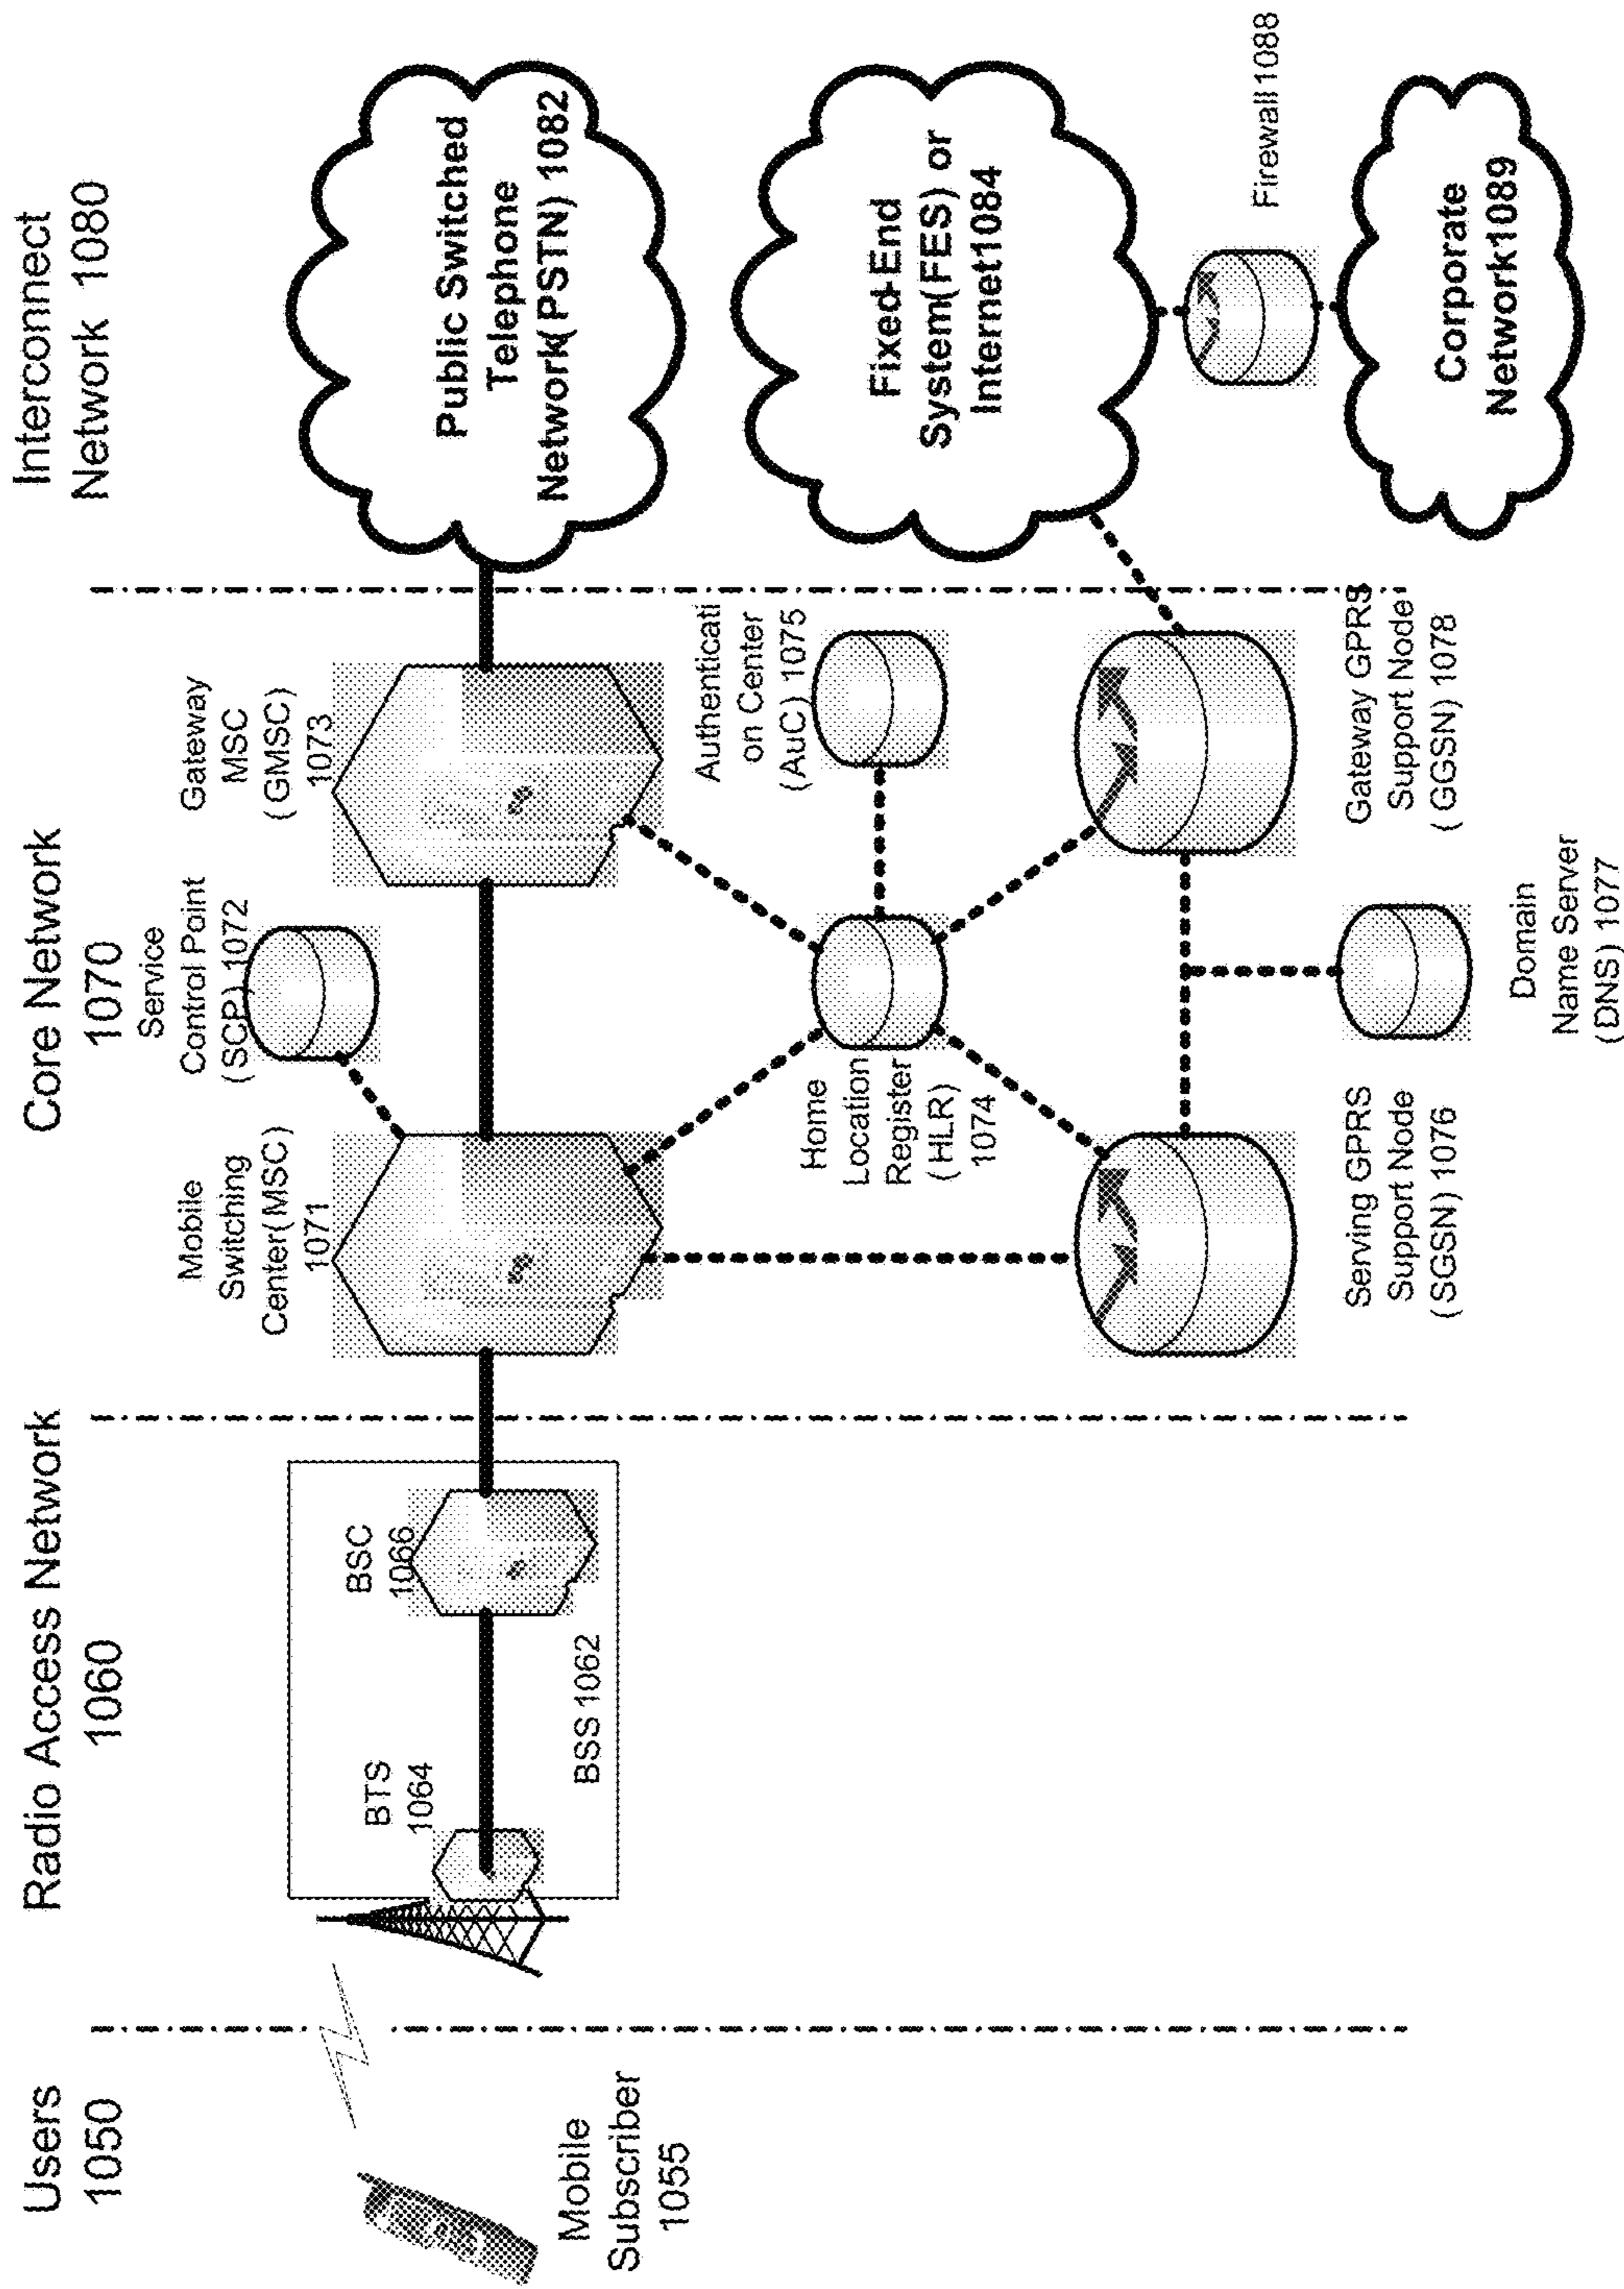 Users
1050
Radio Access Network
1060
Core Network
1070
Interconnect
Network 1080
Mobile
Subscriber
1055
BTS
1064
BSC
1066
BSS 1062
Mobile
Switching
Center(MSC)
1071
Service
Control Point
(SCP) 1072
Gateway
MSC
(GMSC)
1073
Public Switched
Telephone
Network(PSTN) 1082
Home
Location
Register
(HLR)
1074
Authenticati
on Center
(AuC) 1075
Fixed-End
System(FES) or
Internet1084
Serving GPRS
Support Node
(SGSN) 1076
Domain
Name Server
(DNS) 1077
Gateway GPRS
Support Node
(GGSN) 1078
Firewall 1088
Corporate
Network1089